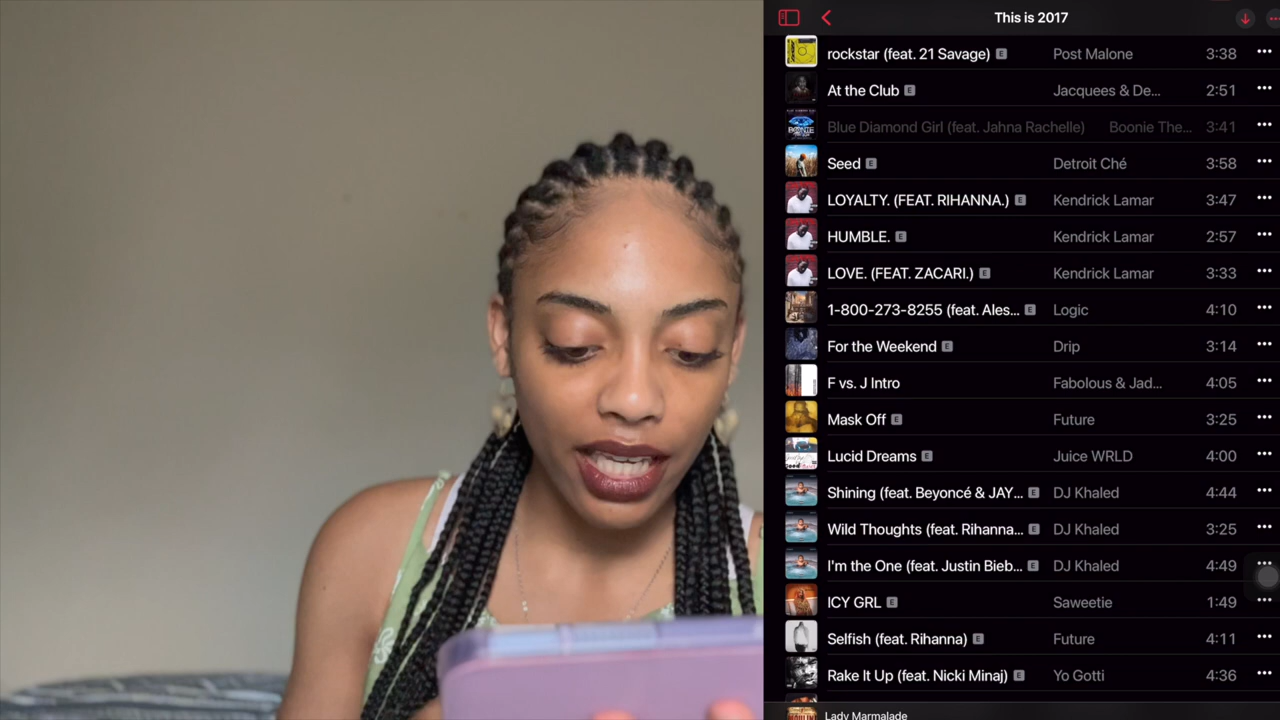 This is 2017
rockstar (feat. 21 Savage) E Post Malone 3:38
At the Club E Jacquees & De... 2:51
Blue Diamond Girl (feat. Jahna Rachelle) Boonie The... 3:41
Seed E Detroit Ché 3:58
LOYALTY. (FEAT. RIHANNA.) E Kendrick Lamar 3:47
HUMBLE. E Kendrick Lamar 2:57
LOVE. (FEAT. ZACARI.) E Kendrick Lamar 3:33
1-800-273-8255 (feat. Ales... E Logic 4:10
For the Weekend E Drip 3:14
F vs. J Intro Fabolous & Jad... 4:05
Mask Off E Future 3:25
Lucid Dreams E Juice WRLD 4:00
Shining (feat. Beyoncé & JAY... E DJ Khaled 4:44
Wild Thoughts (feat. Rihanna... E DJ Khaled 3:25
I'm the One (feat. Justin Bieb... E DJ Khaled 4:49
ICY GRL E Saweetie 1:49
Selfish (feat. Rihanna) E Future 4:11
Rake It Up (feat. Nicki Minaj) E Yo Gotti 4:36
Lady Marmalade